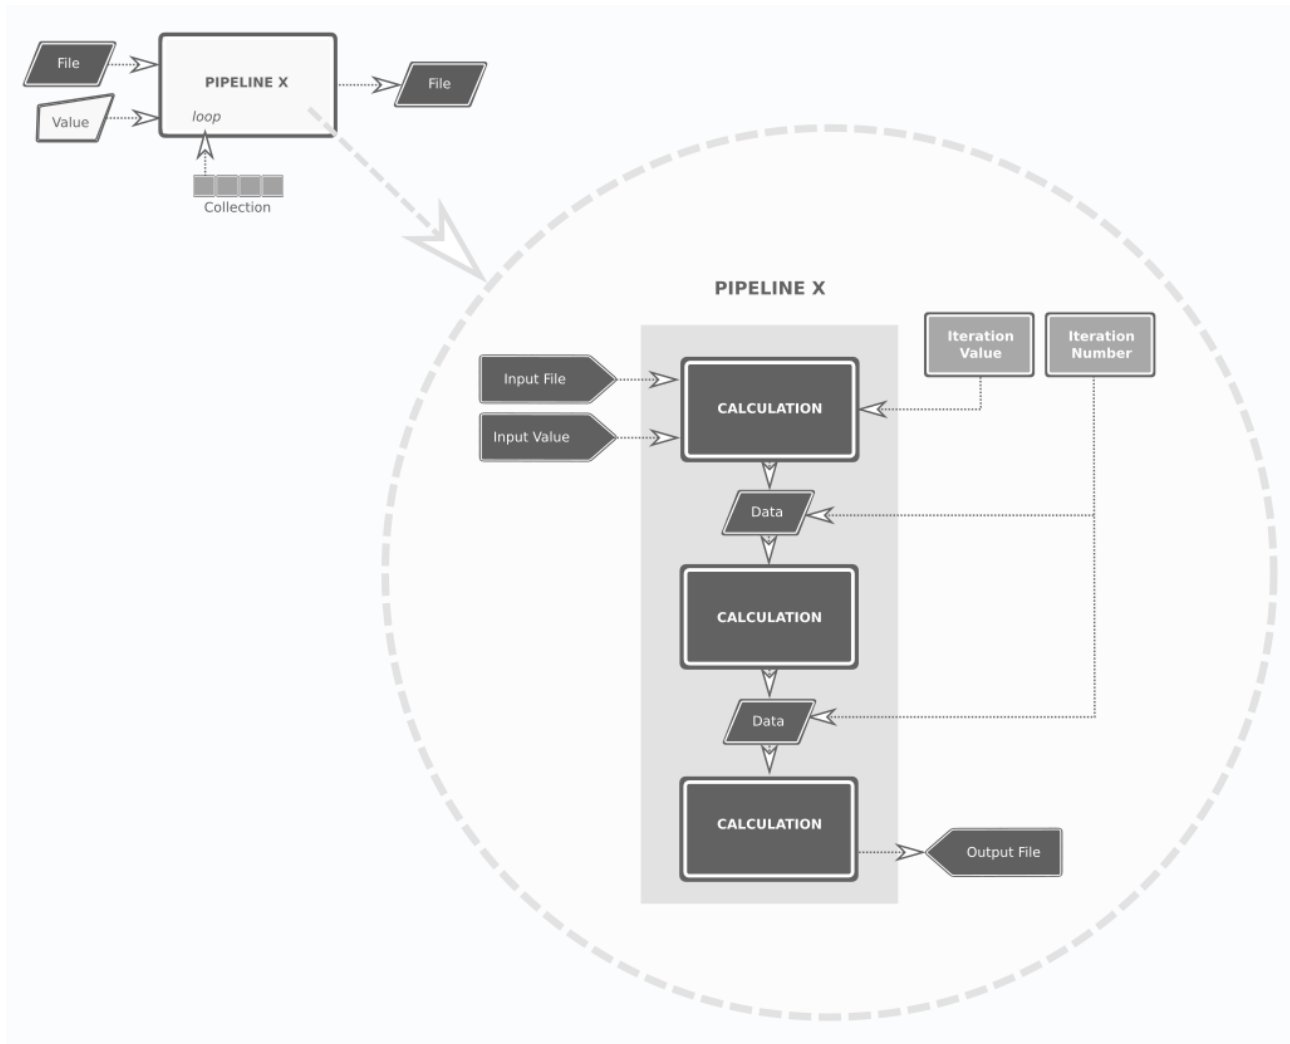 File
PIPELINE X
File
Value
loop
Collection
PIPELINE X
Iteration
Value
Iteration
Number
Input File
CALCULATION
Input Value
Data
CALCULATION
Data
CALCULATION
Output File